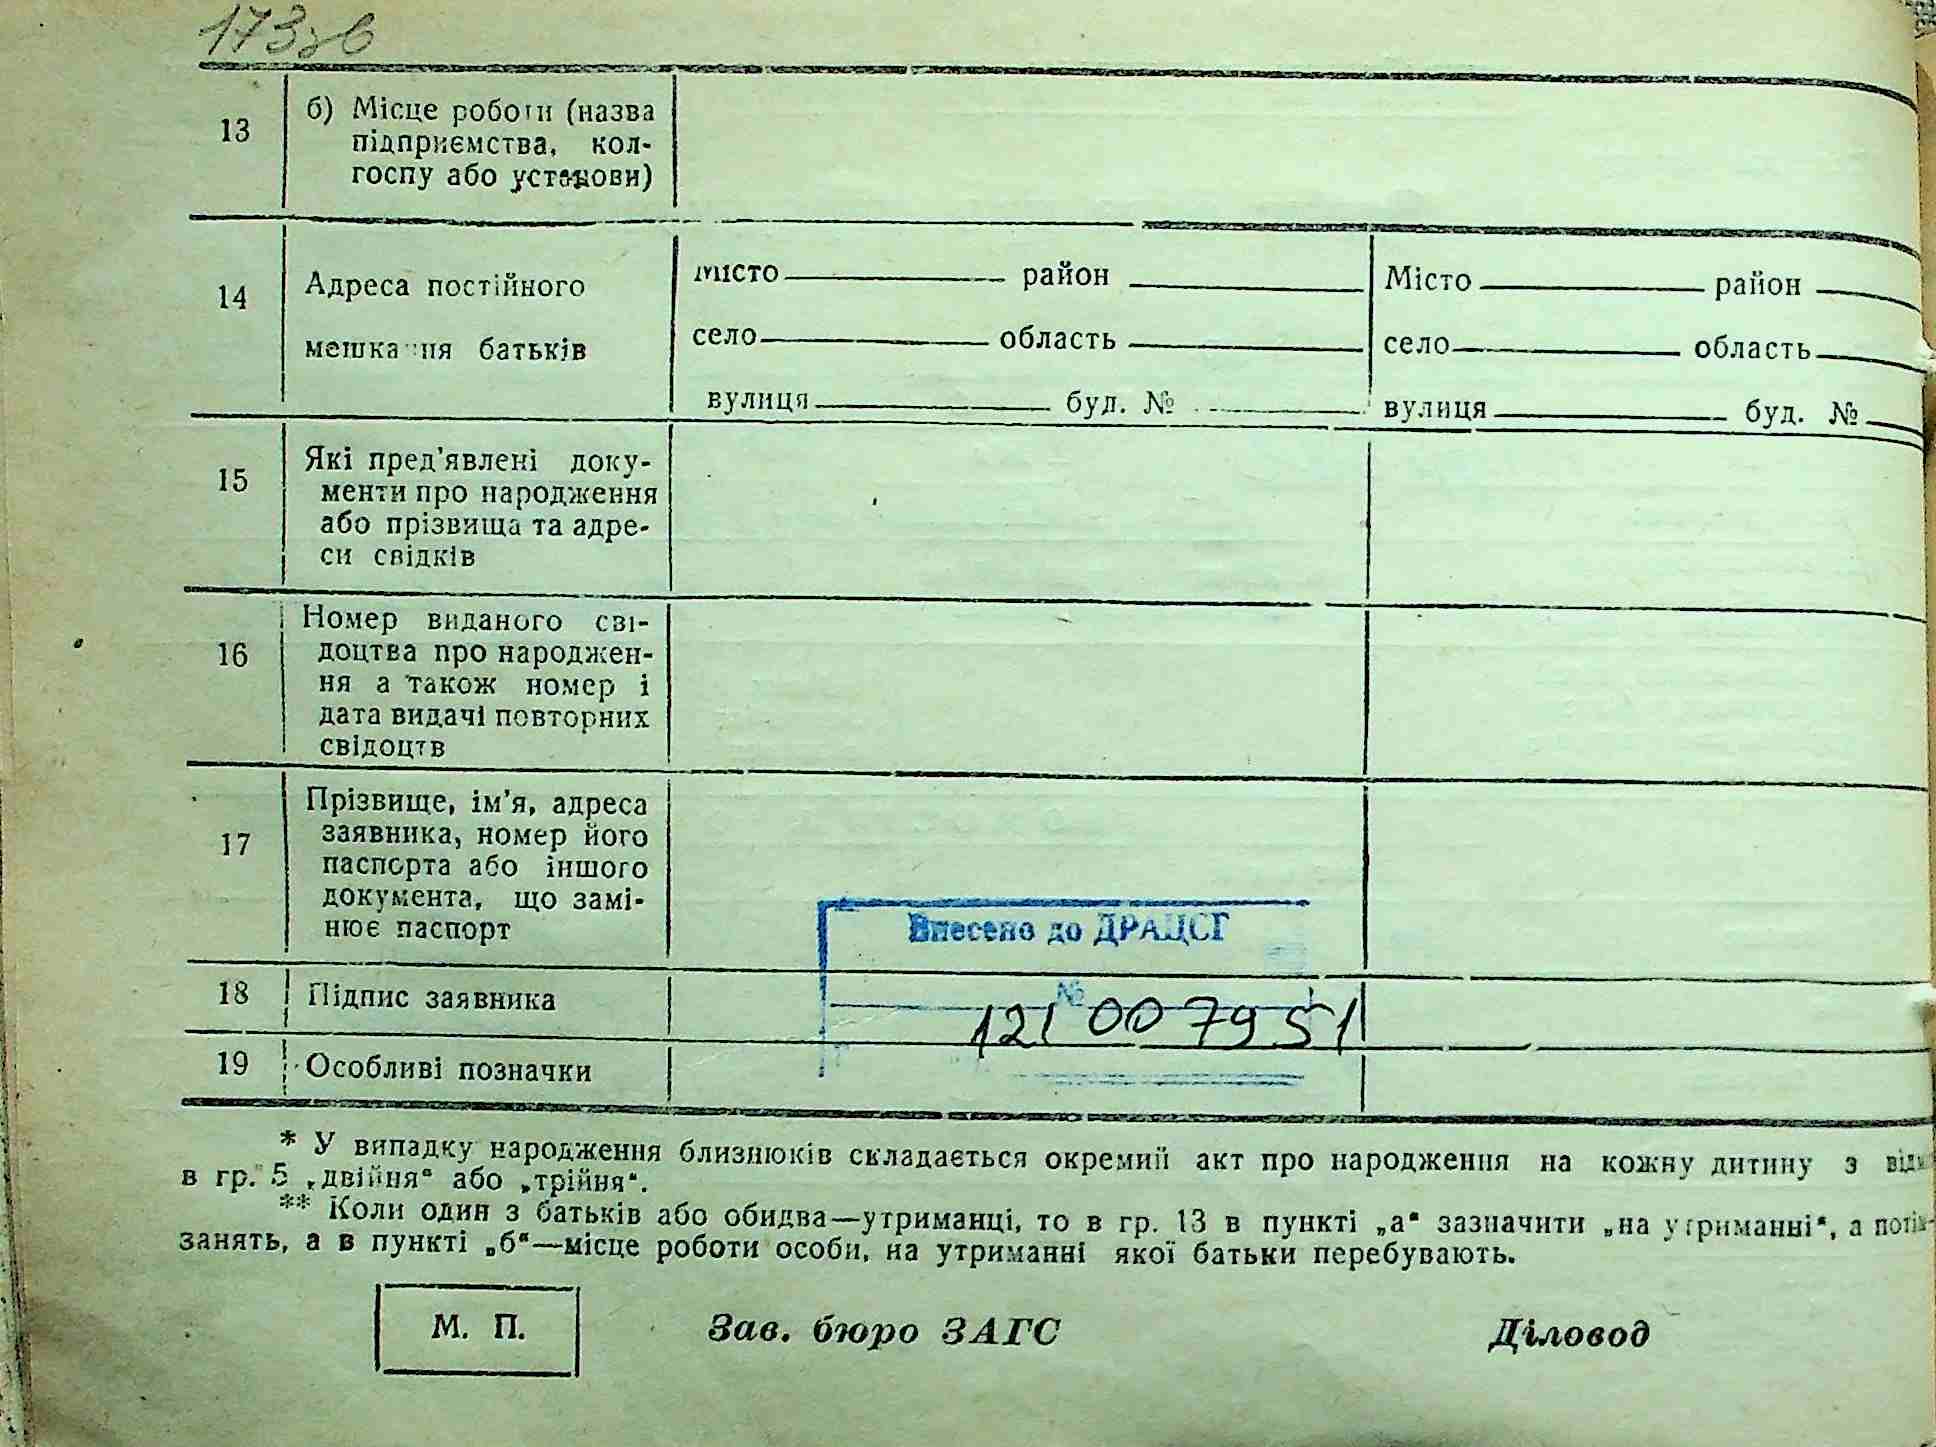 173зв
13 б) Місце роботи (назва
підприємства, кол-
госпу або установи)
14 Адреса постійного
мешкання батьків
місто район
село область
вулиця буд. №
Місто район
село область
вулиця буд. №
15 Які пред'явлені доку-
менти про народження
або прізвища та адре-
си свідків
16 Номер виданого сві-
доцтва про народжен-
ня а також номер і
дата видачі повторних
свідоцтв
17 Прізвище, ім'я, адреса
заявника, номер його
паспорта або іншого
документа, що замі-
нює паспорт
Внесено до ДРАЦСГ
№
121 007951
18 Підпис заявника
19 Особливі позначки
* У випадку народження близнюків складається окремий акт про народження на кожну дитину з відм
в гр. 5 „двійня“ або „трійня“.
** Коли один з батьків або обидва—утриманці, то в гр. 13 в пункті „а“ зазначити „на утриманні“, а потім
занять, а в пункті „б“—місце роботи особи, на утриманні якої батьки перебувають.
М. П. Зав. бюро ЗАГС Діловод